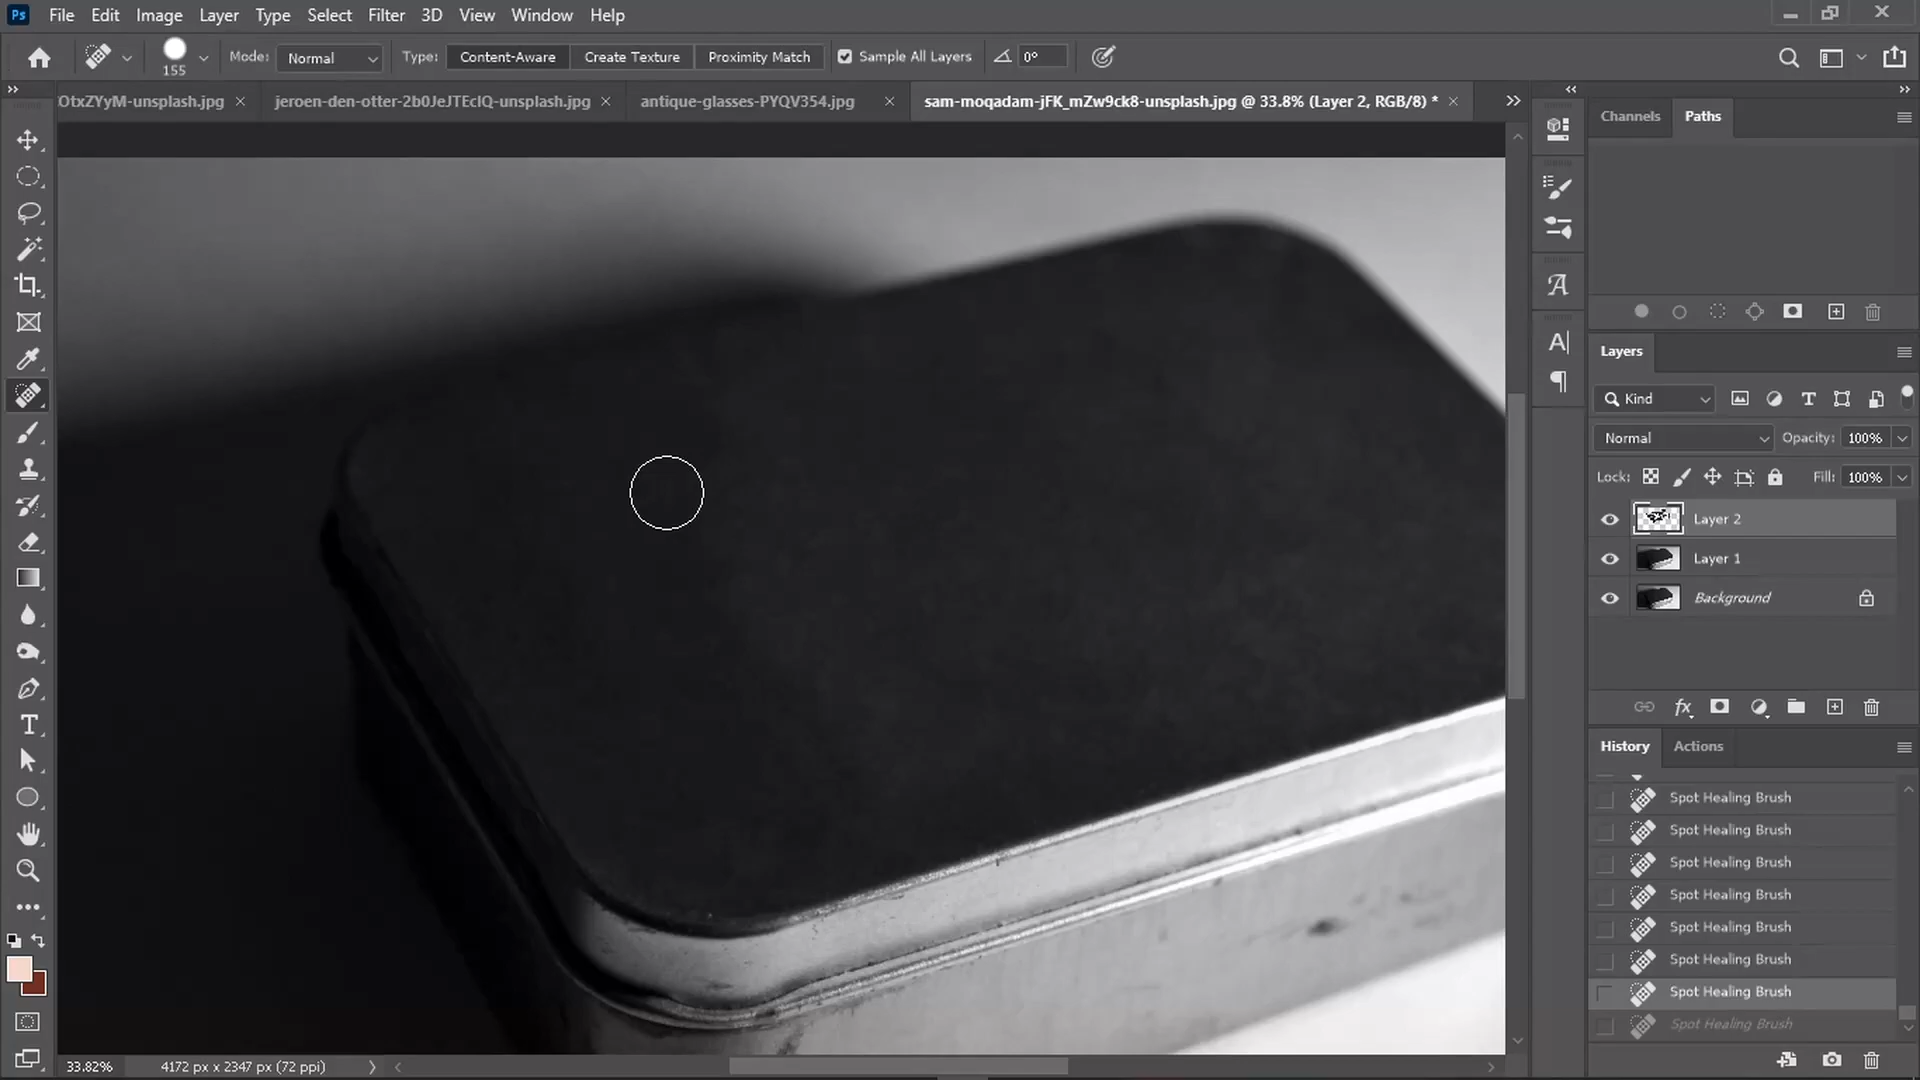 Ps File Edit Image Layer Type Select Filter 3D View Window Help
155 Mode: Normal Type: Content-Aware Create Texture Proximity Match Sample All Layers 0°
OtxZYyM-unsplash.jpg jeroen-den-otter-2b0JeJTEclQ-unsplash.jpg antique-glasses-PYQV354.jpg sam-moqadam-jFK_mZw9ck8-unsplash.jpg @ 33.8% (Layer 2, RGB/8) *
Channels Paths
Layers
Kind
Normal Opacity: 100%
Lock: Fill: 100%
Layer 2
Layer 1
Background
History Actions
Spot Healing Brush
Spot Healing Brush
Spot Healing Brush
Spot Healing Brush
Spot Healing Brush
Spot Healing Brush
Spot Healing Brush
Spot Healing Brush
33.82% 4172 px x 2347 px (72 ppi)